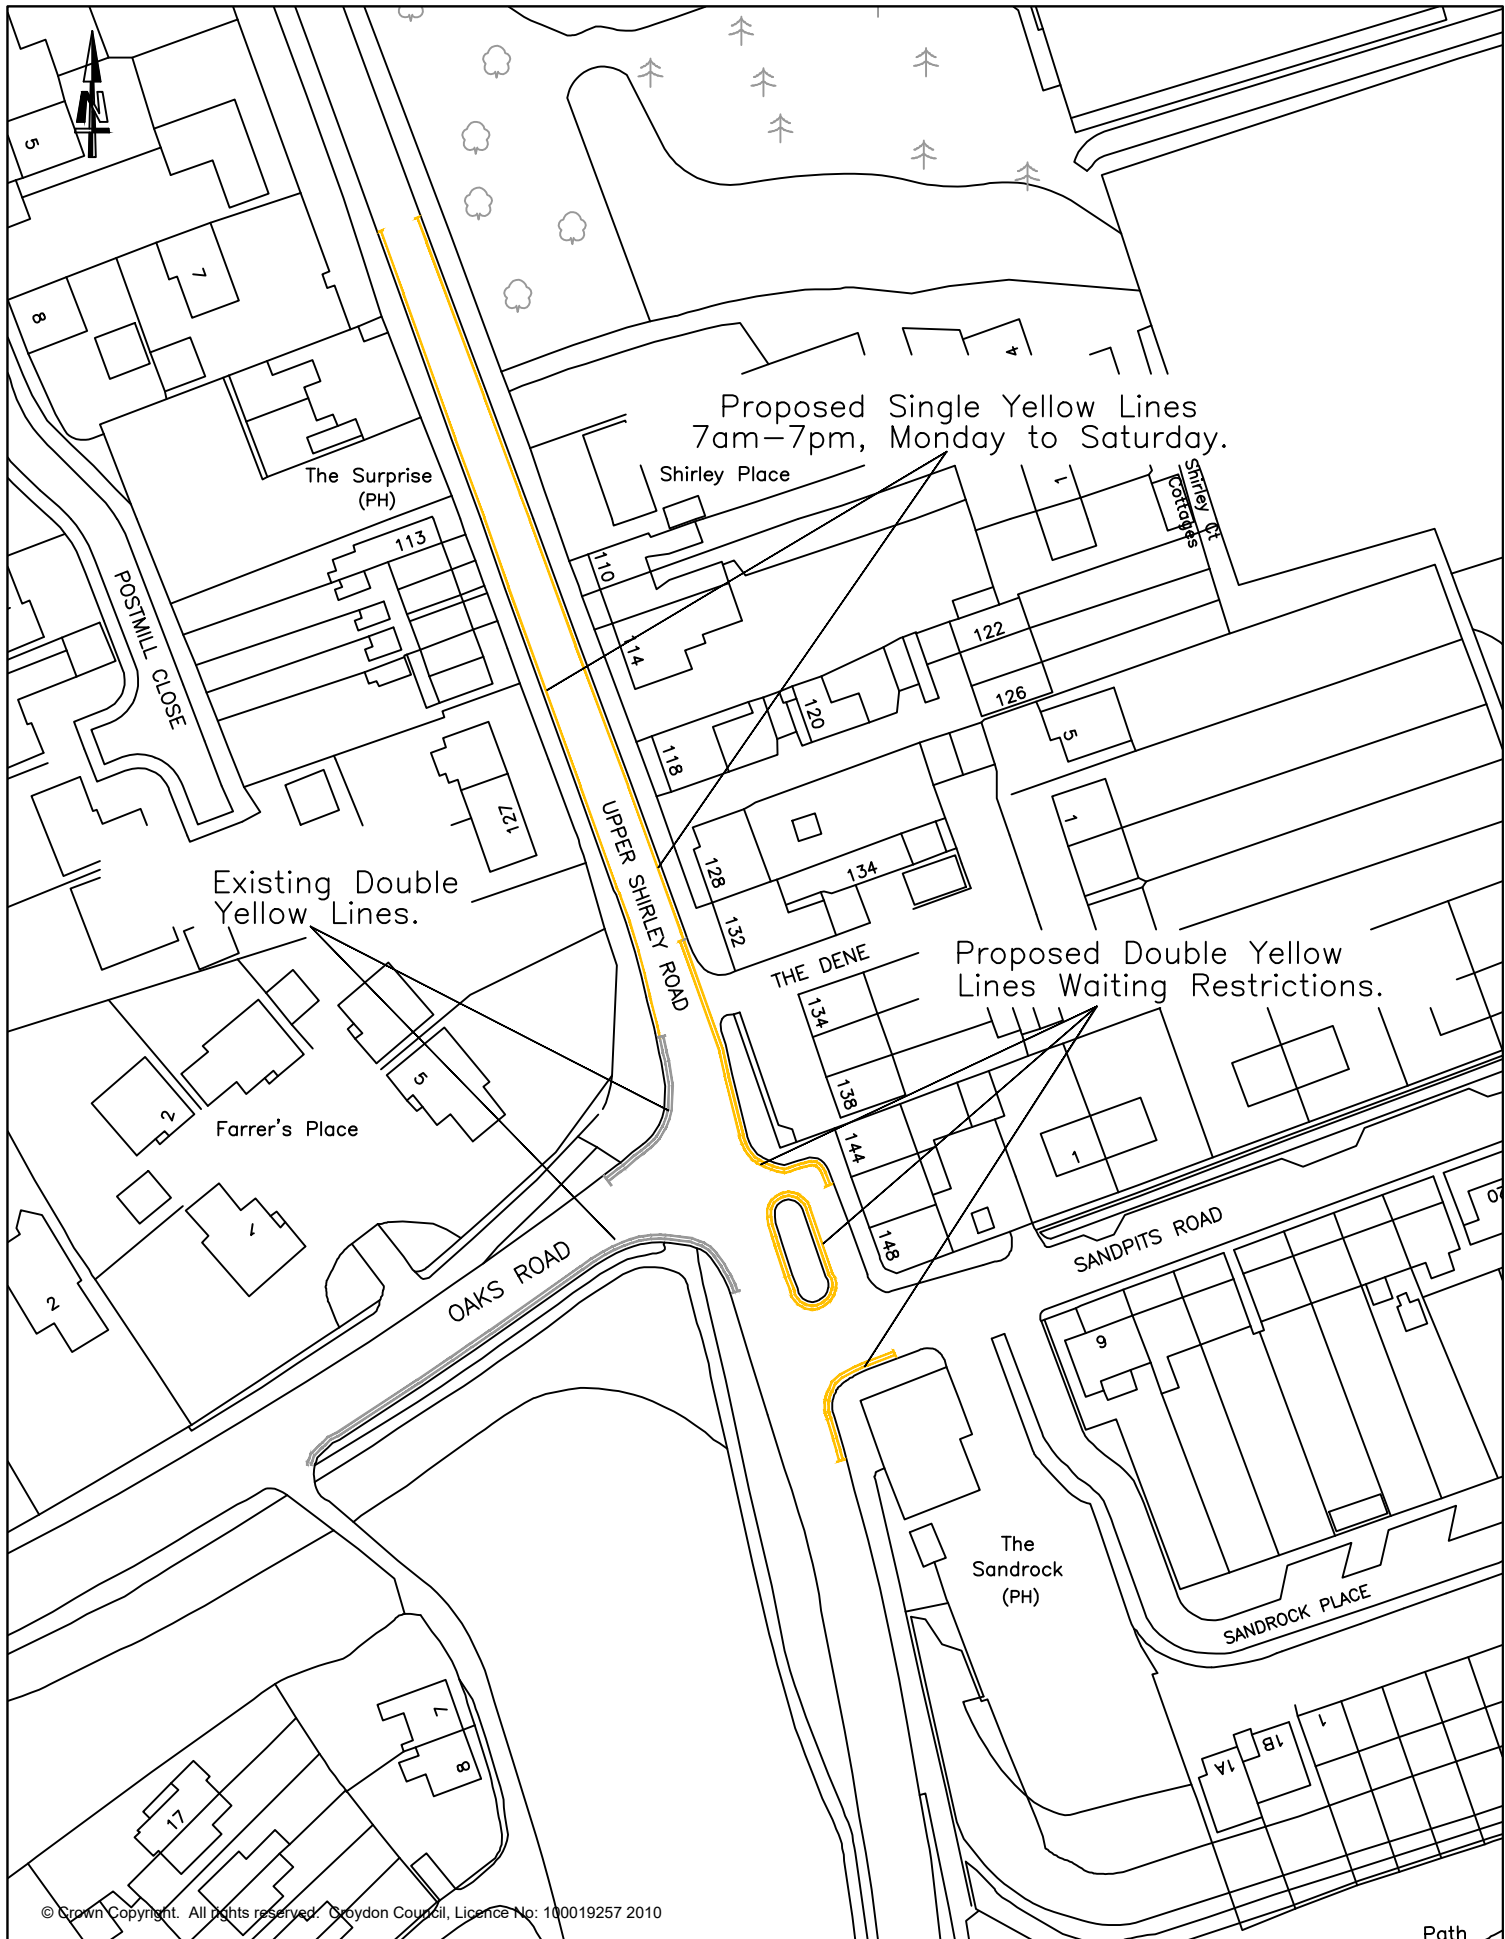 N
5
7
8
4
Proposed Single Yellow Lines
7am-7pm, Monday to Saturday.
The Surprise
(PH)
Shirley Place
1
Shirley Ct
Cottages
113
110
POSTMILL CLOSE
114
122
126
120
118
5
127
1
UPPER SHIRLEY ROAD
128
134
132
Existing Double
Yellow Lines.
THE DENE
Proposed Double Yellow
Lines Waiting Restrictions.
134
5
138
2
Farrer's Place
144
1
20
1
148
SANDPITS ROAD
OAKS ROAD
2
9
The
Sandrock
(PH)
SANDROCK PLACE
7
8
1
1B
1A
17
© Crown Copyright.  All rights reserved.  Croydon Council, Licence No: 100019257 2010
Path